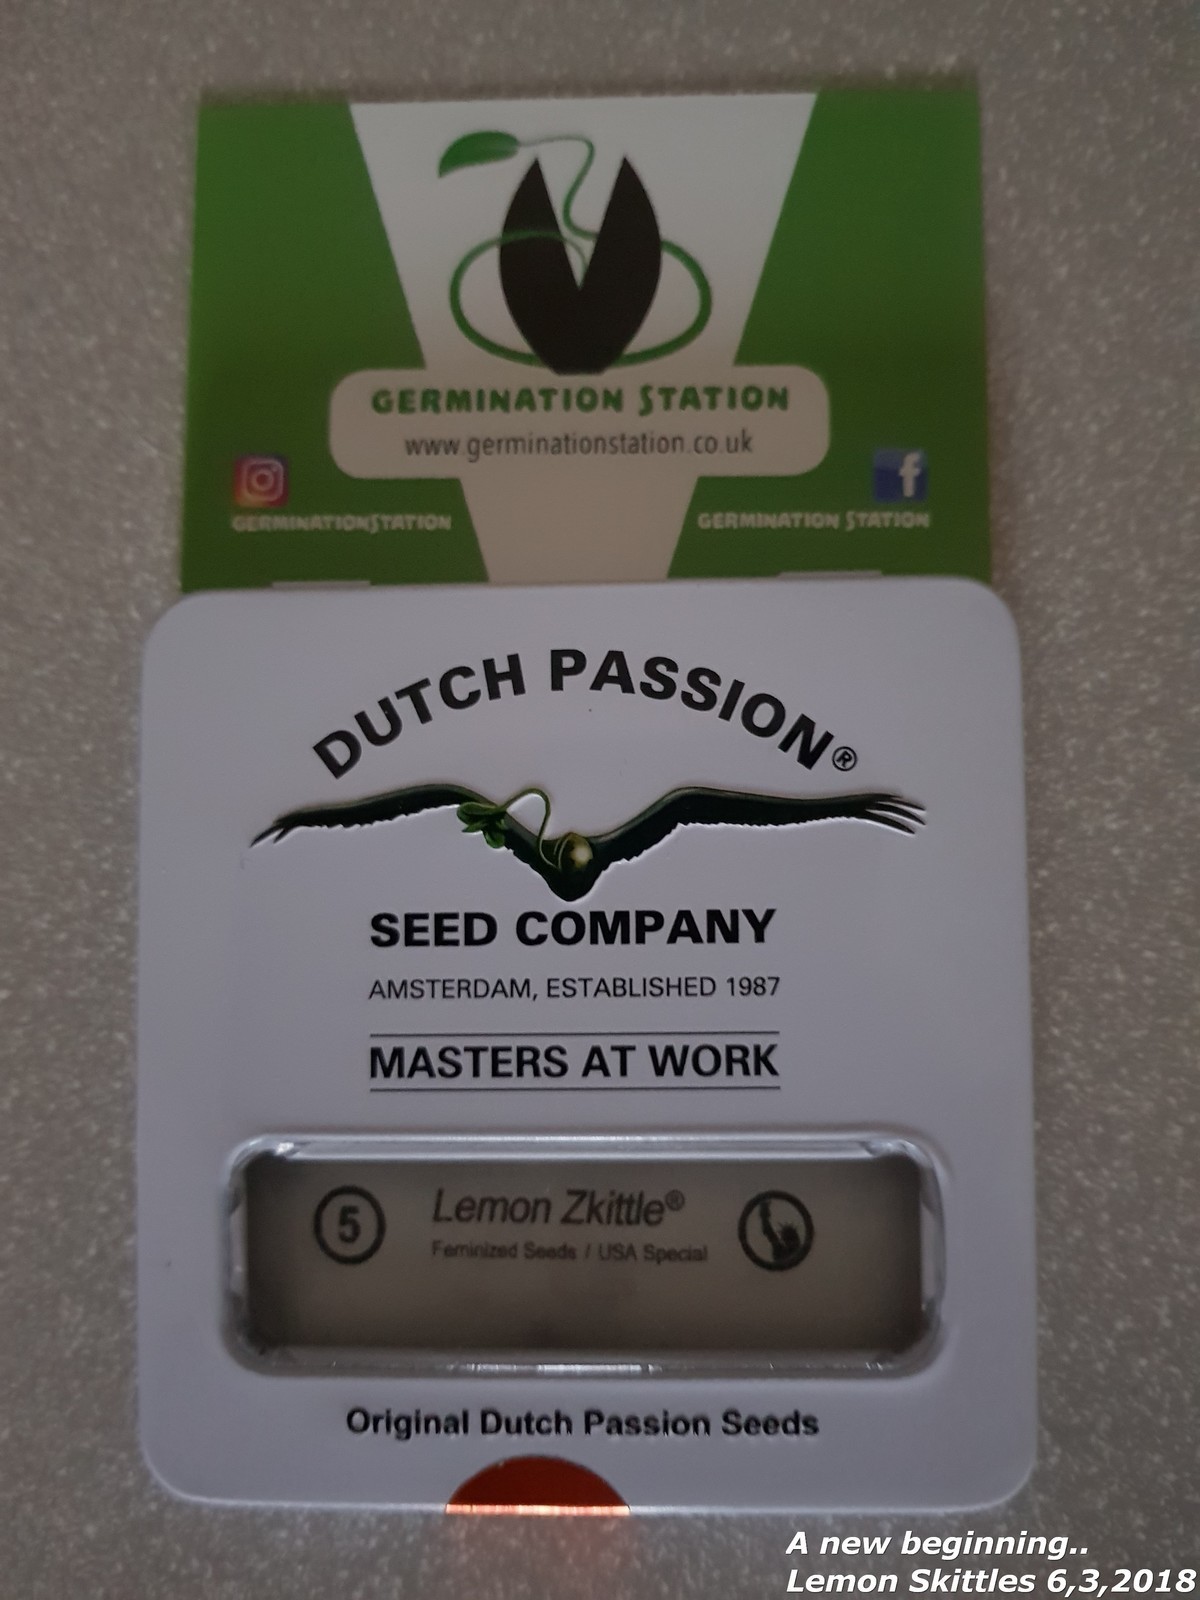 GERMINATION STATION
www.germinationstation.co.uk
f
GERMINATIONSTATION
GERMINATION STATION
DUTCH PASSION®
SEED COMPANY
AMSTERDAM, ESTABLISHED 1987
MASTERS AT WORK
5
Lemon Zkittle®
Feminized Seeds / USA Special
Original Dutch Passion Seeds
A new beginning..
Lemon Skittles 6,3,2018